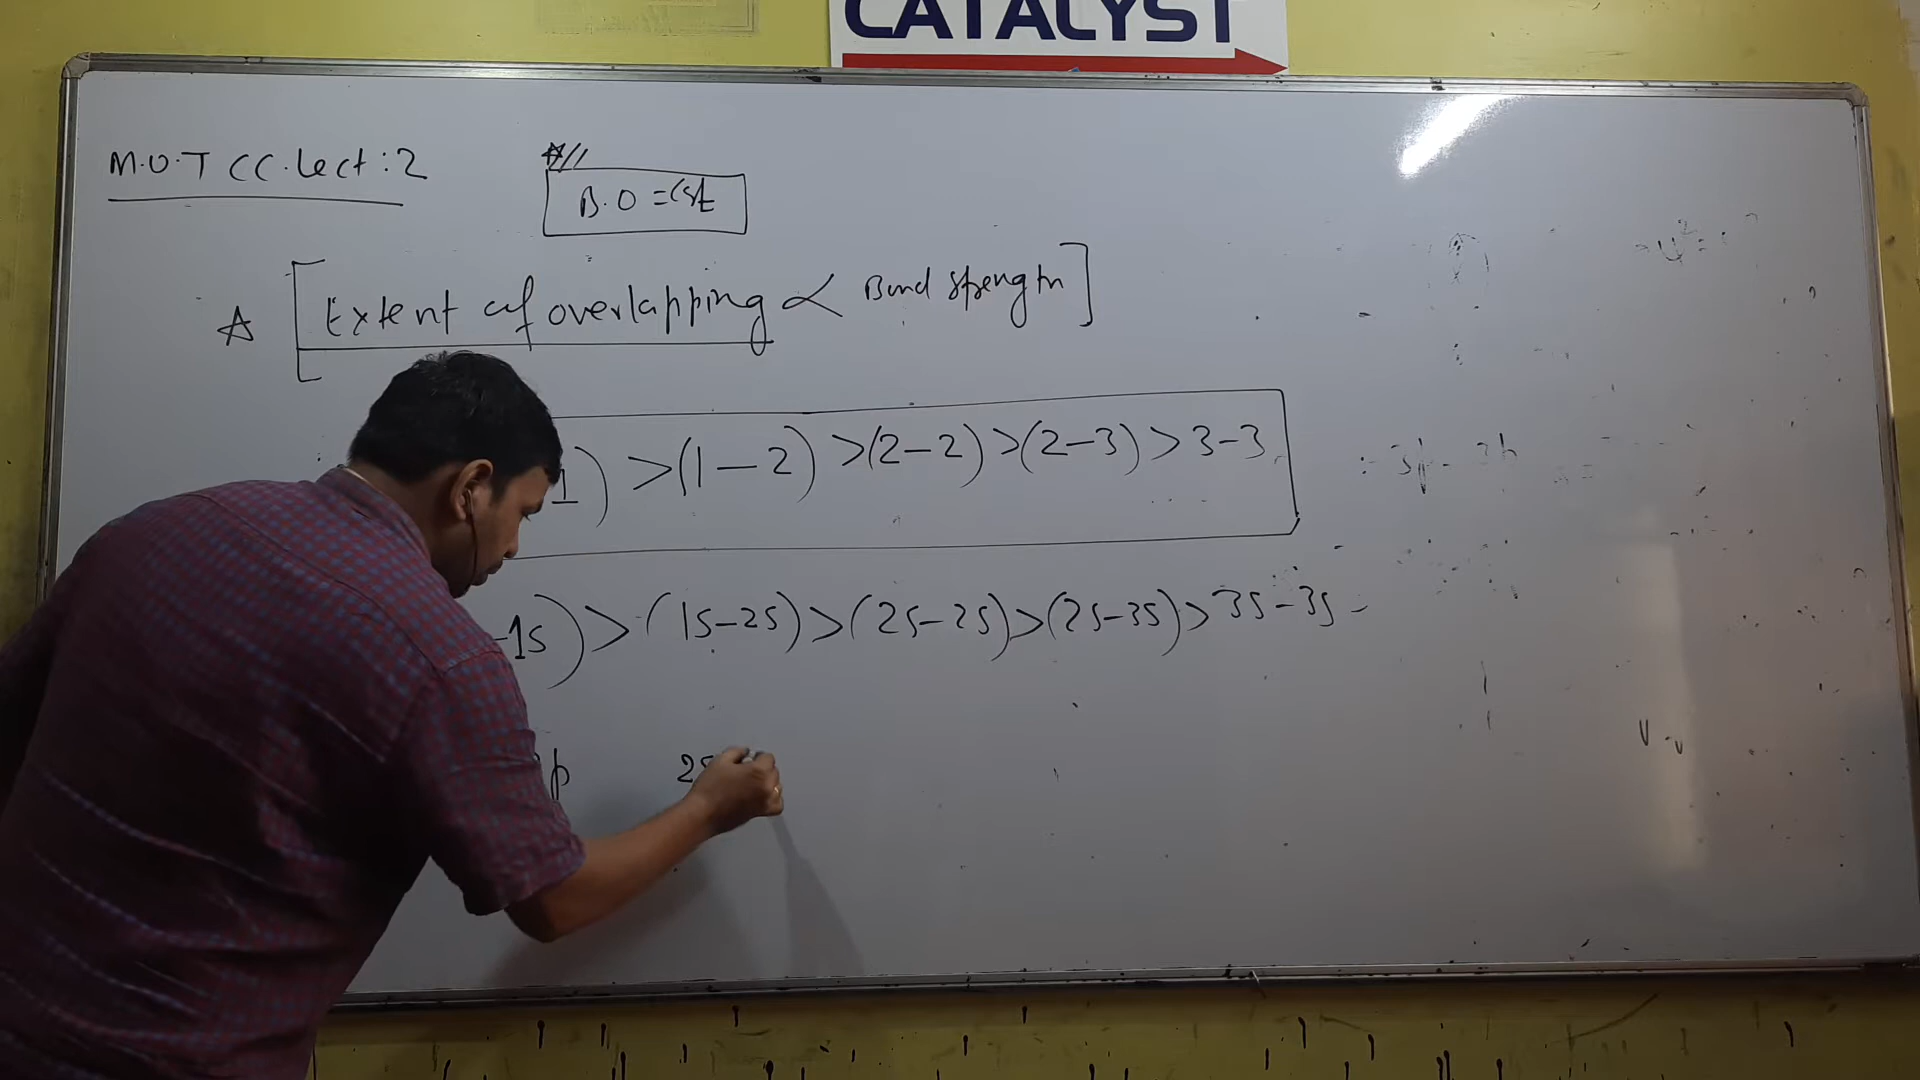 CATALYST
M.O.T CC. Lect : 2
B.O = Cst
[Extent of overlapping ∝ Bond Strength]
1) > (1 – 2) > (2 – 2) > (2 – 3) > 3 – 3
-1s) > (1s – 2s) > (2s – 2s) > (2s – 3s) > 3s – 3s -
2s